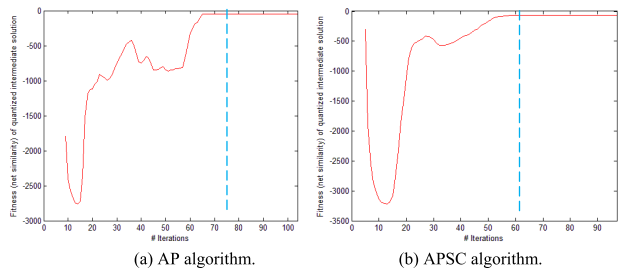 Fitness (net similarity) of quantized intermediate solution
0
-500
-1000
-1500
-2000
-2500
-3000
0 10 20 30 40 50 60 70 80 90 100
# Iterations
(a) AP algorithm.
Fitness (net similarity) of quantized intermediate solution
0
-500
-1000
-1500
-2000
-2500
-3000
-3500
0 10 20 30 40 50 60 70 80 90
# Iterations
(b) APSC algorithm.